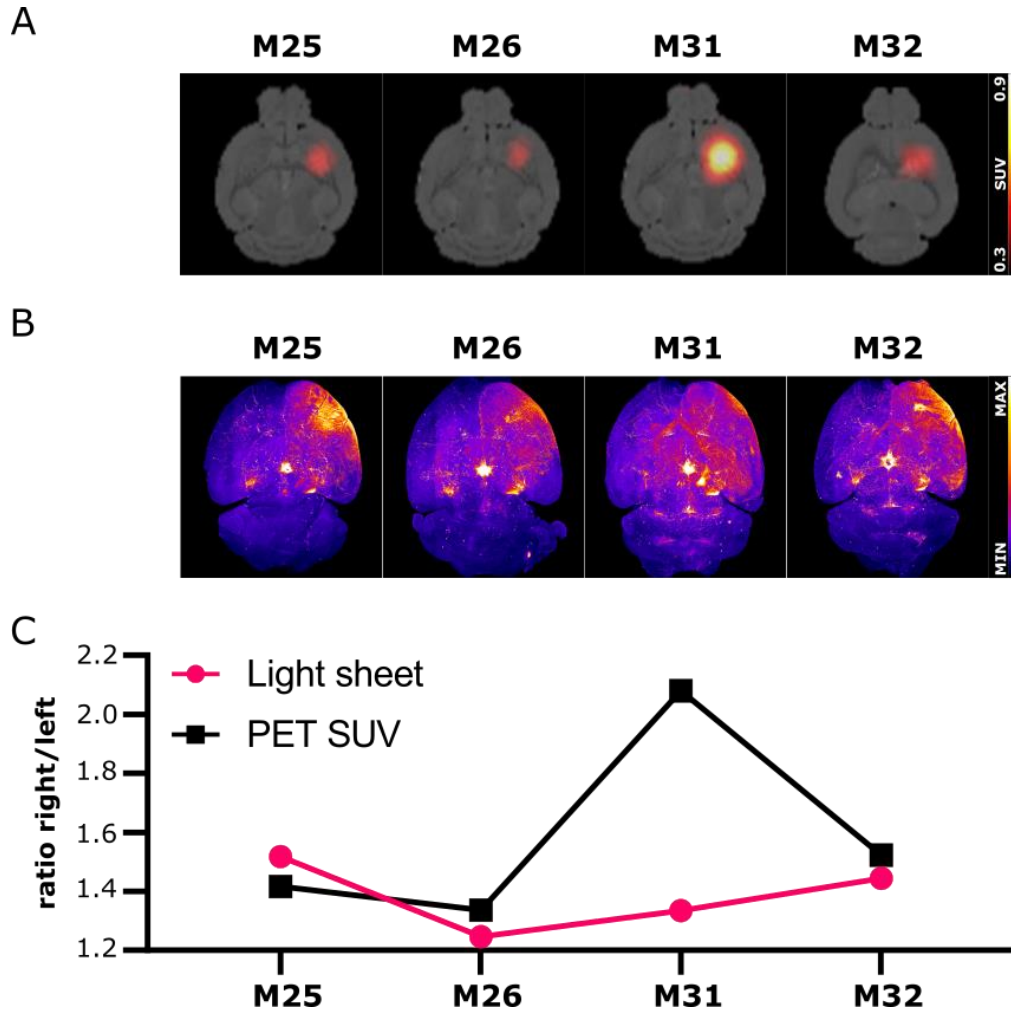 A
M25 M26 M31 M32
0.9
SUV
0.3
B
M25 M26 M31 M32
MAX
MIN
C
ratio right/left
2.2
2.0
1.8
1.6
1.4
1.2
Light sheet
PET SUV
M25 M26 M31 M32